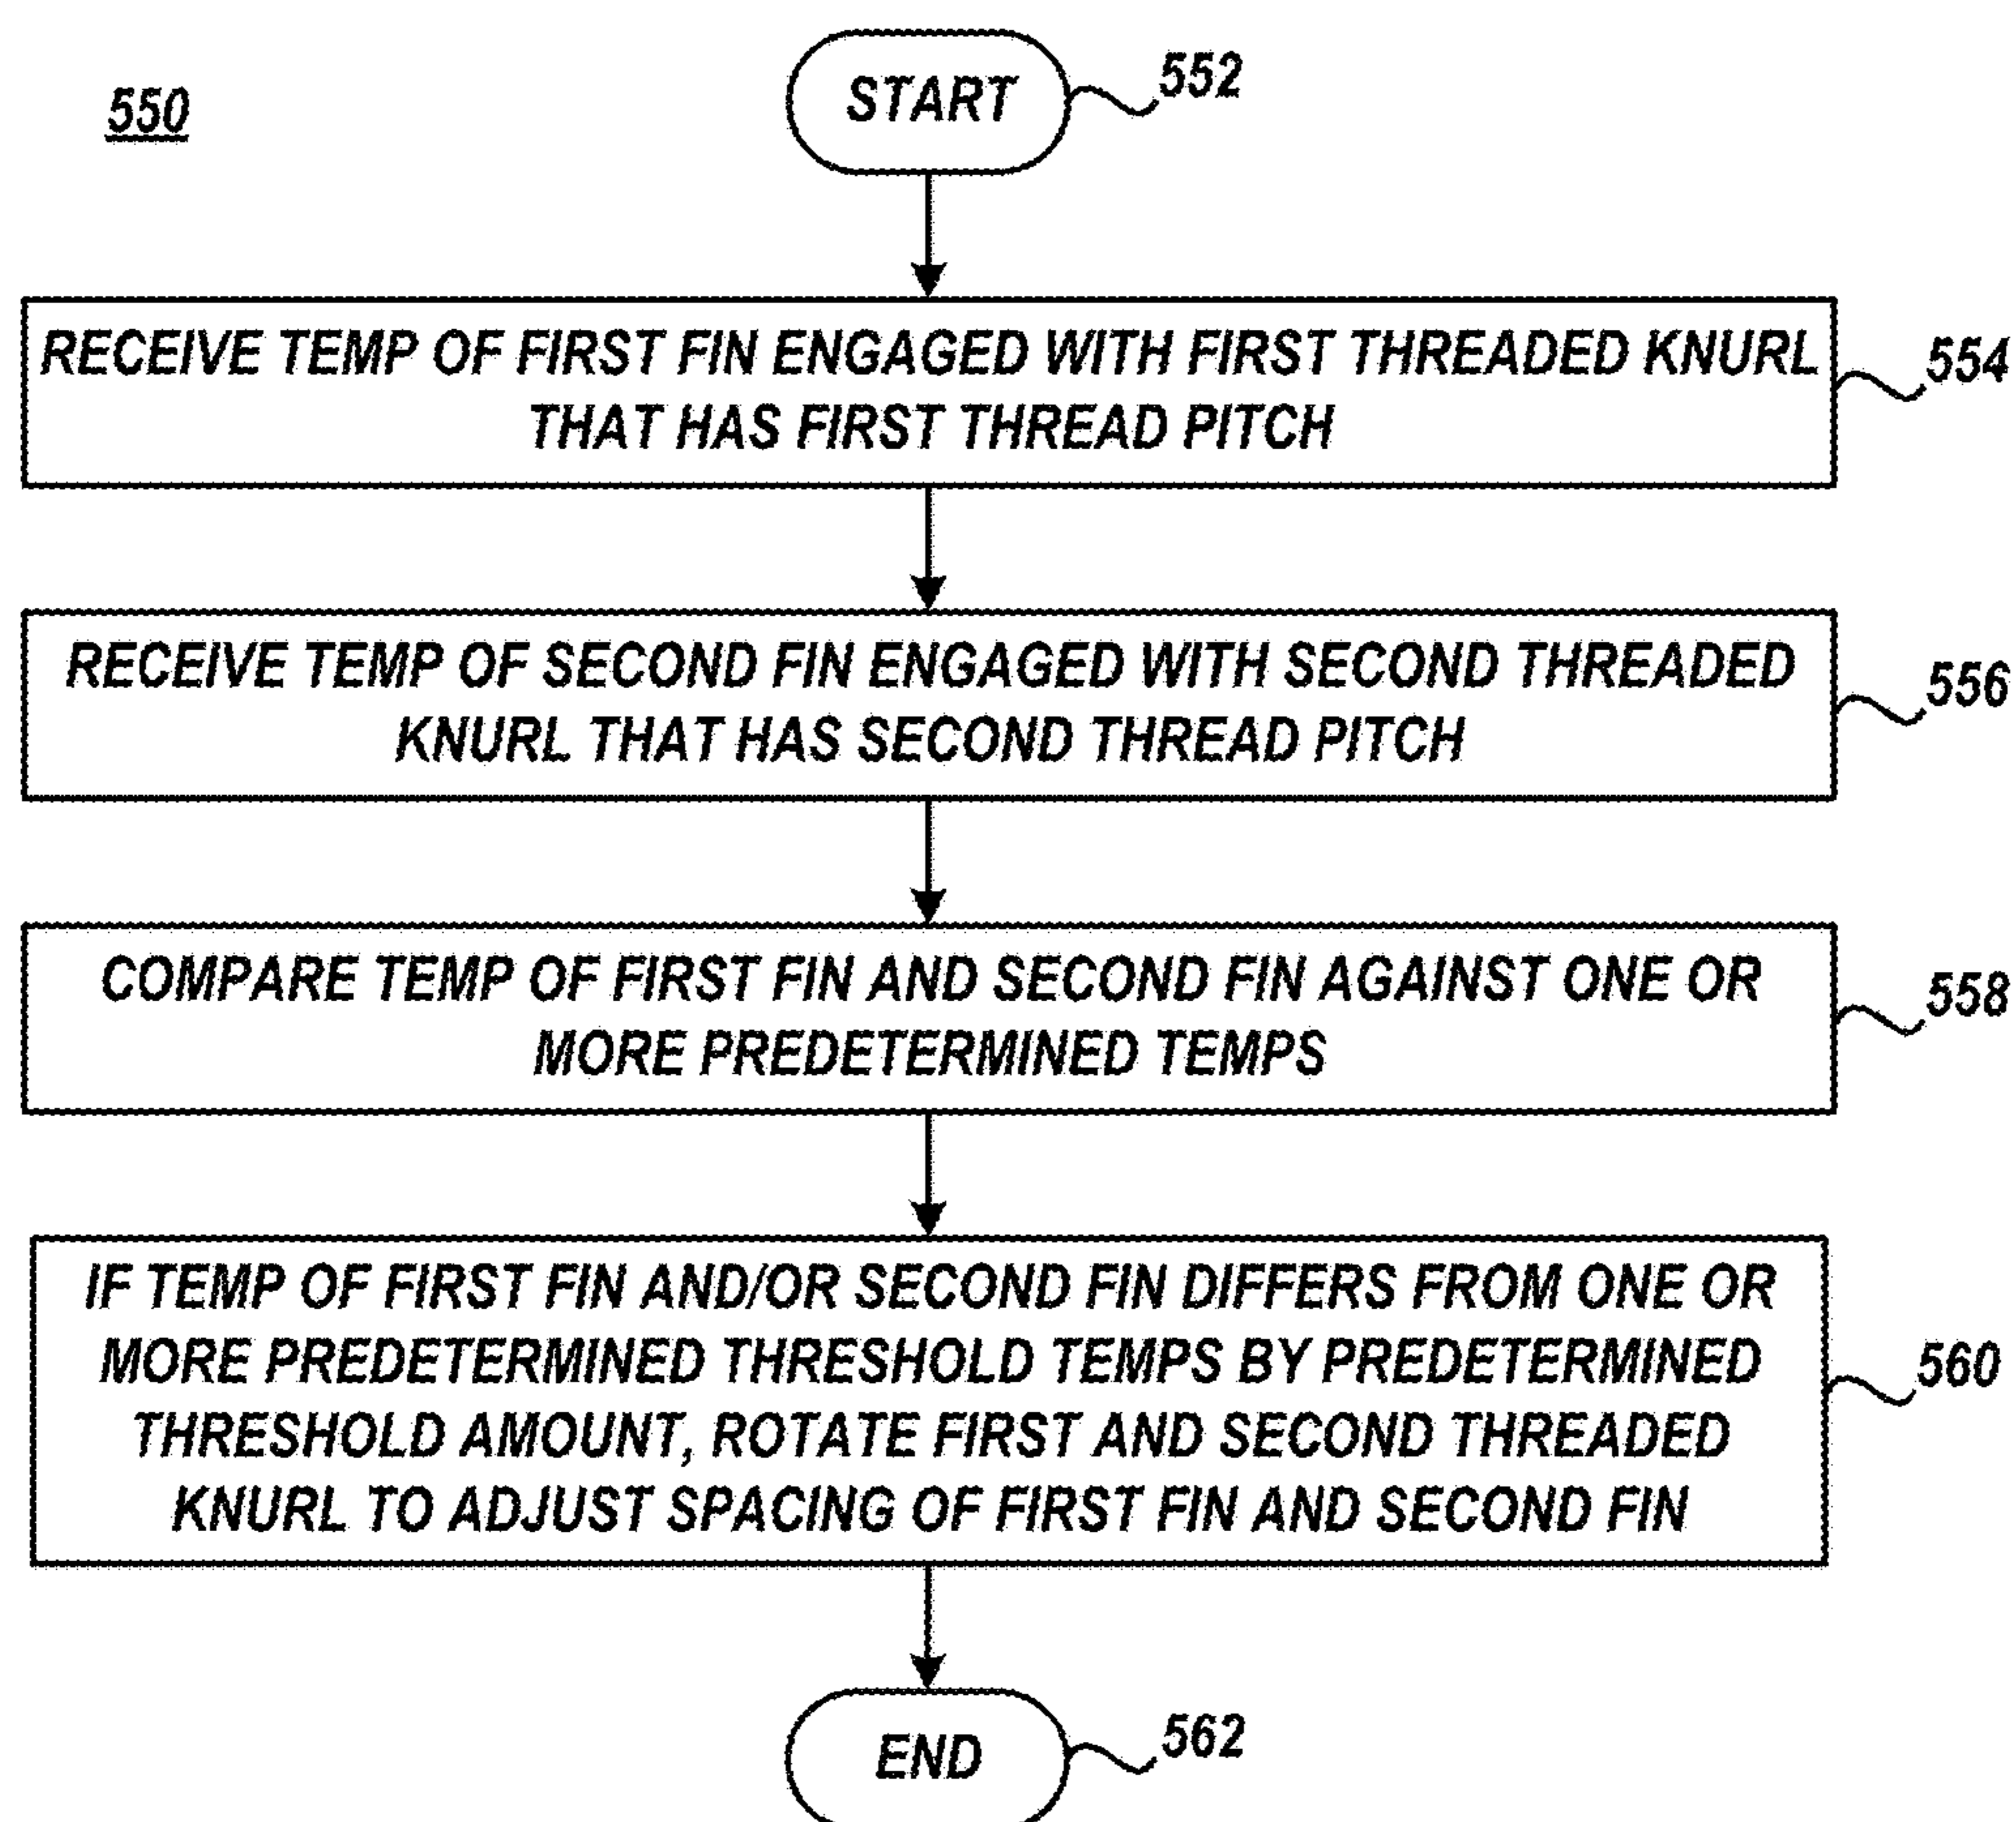 550
START
552
RECEIVE TEMP OF FIRST FIN ENGAGED WITH FIRST THREADED KNURL
THAT HAS FIRST THREAD PITCH
554
RECEIVE TEMP OF SECOND FIN ENGAGED WITH SECOND THREADED
KNURL THAT HAS SECOND THREAD PITCH
556
COMPARE TEMP OF FIRST FIN AND SECOND FIN AGAINST ONE OR
MORE PREDETERMINED TEMPS
558
IF TEMP OF FIRST FIN AND/OR SECOND FIN DIFFERS FROM ONE OR
MORE PREDETERMINED THRESHOLD TEMPS BY PREDETERMINED
THRESHOLD AMOUNT, ROTATE FIRST AND SECOND THREADED
KNURL TO ADJUST SPACING OF FIRST FIN AND SECOND FIN
560
END
562